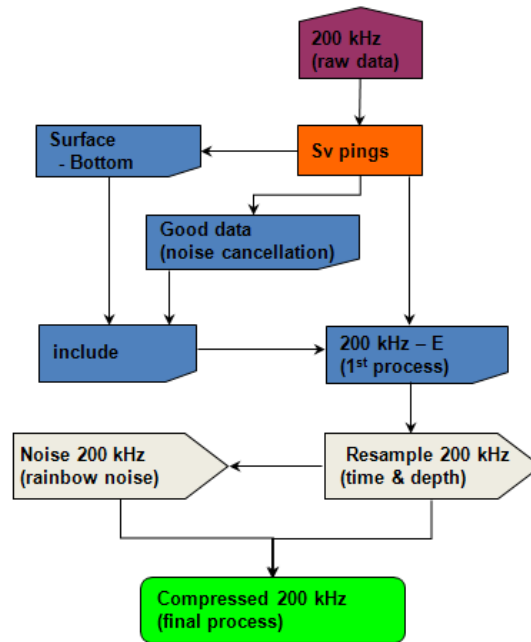 200 kHz
(raw data)
Sv pings
Surface
- Bottom
Good data
(noise cancellation)
include
200 kHz – E
(1st process)
Noise 200 kHz
(rainbow noise)
Resample 200 kHz
(time & depth)
Compressed 200 kHz
(final process)